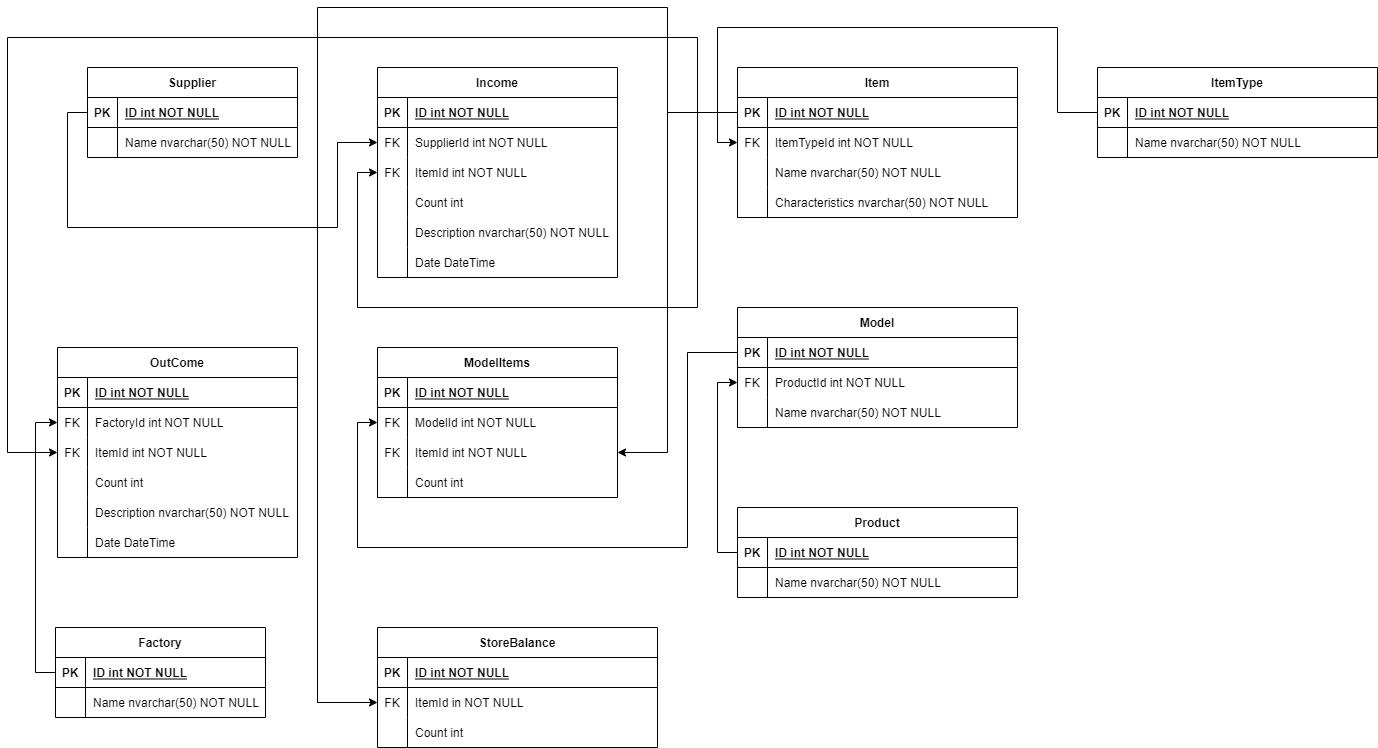 Supplier
PK ID int NOT NULL
Name nvarchar(50) NOT NULL
Income
PK ID int NOT NULL
FK SupplierId int NOT NULL
FK ItemId int NOT NULL
Count int
Description nvarchar(50) NOT NULL
Date DateTime
Item
PK ID int NOT NULL
FK ItemTypeId int NOT NULL
Name nvarchar(50) NOT NULL
Characteristics nvarchar(50) NOT NULL
ItemType
PK ID int NOT NULL
Name nvarchar(50) NOT NULL
OutCome
PK ID int NOT NULL
FK FactoryId int NOT NULL
FK ItemId int NOT NULL
Count int
Description nvarchar(50) NOT NULL
Date DateTime
ModelItems
PK ID int NOT NULL
FK ModelId int NOT NULL
FK ItemId int NOT NULL
Count int
Model
PK ID int NOT NULL
FK ProductId int NOT NULL
Name nvarchar(50) NOT NULL
Product
PK ID int NOT NULL
Name nvarchar(50) NOT NULL
Factory
PK ID int NOT NULL
Name nvarchar(50) NOT NULL
StoreBalance
PK ID int NOT NULL
FK ItemId in NOT NULL
Count int